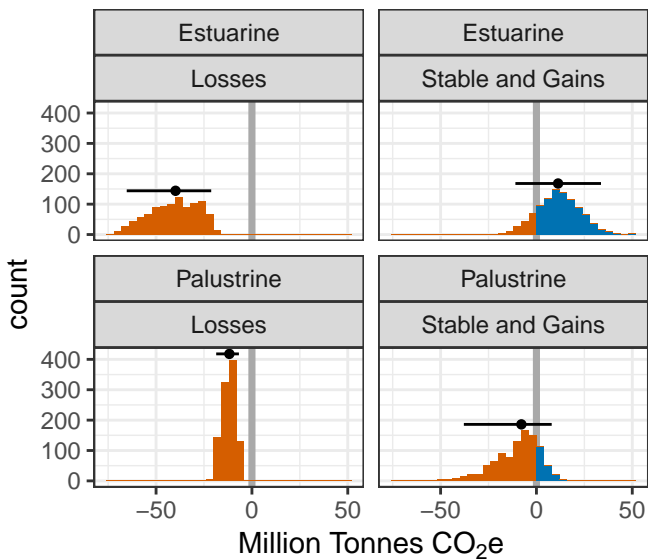 Estuarine Estuarine
Losses Stable and Gains
400
300
200
100
0
count
Palustrine Palustrine
Losses Stable and Gains
400
300
200
100
0
−50 0 50 −50 0 50
Million Tonnes CO₂e